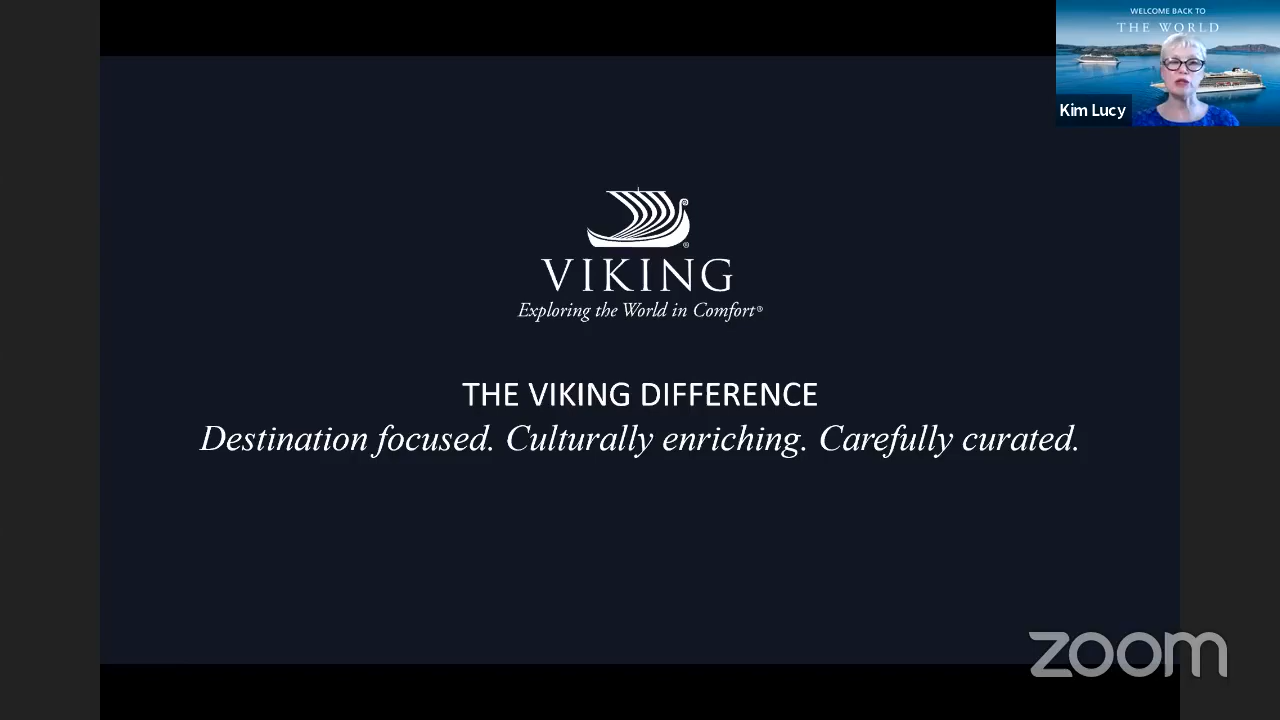 WELCOME BACK TO
THE WORLD
Kim Lucy
VIKING
Exploring the World in Comfort®
THE VIKING DIFFERENCE
Destination focused. Culturally enriching. Carefully curated.
zoom